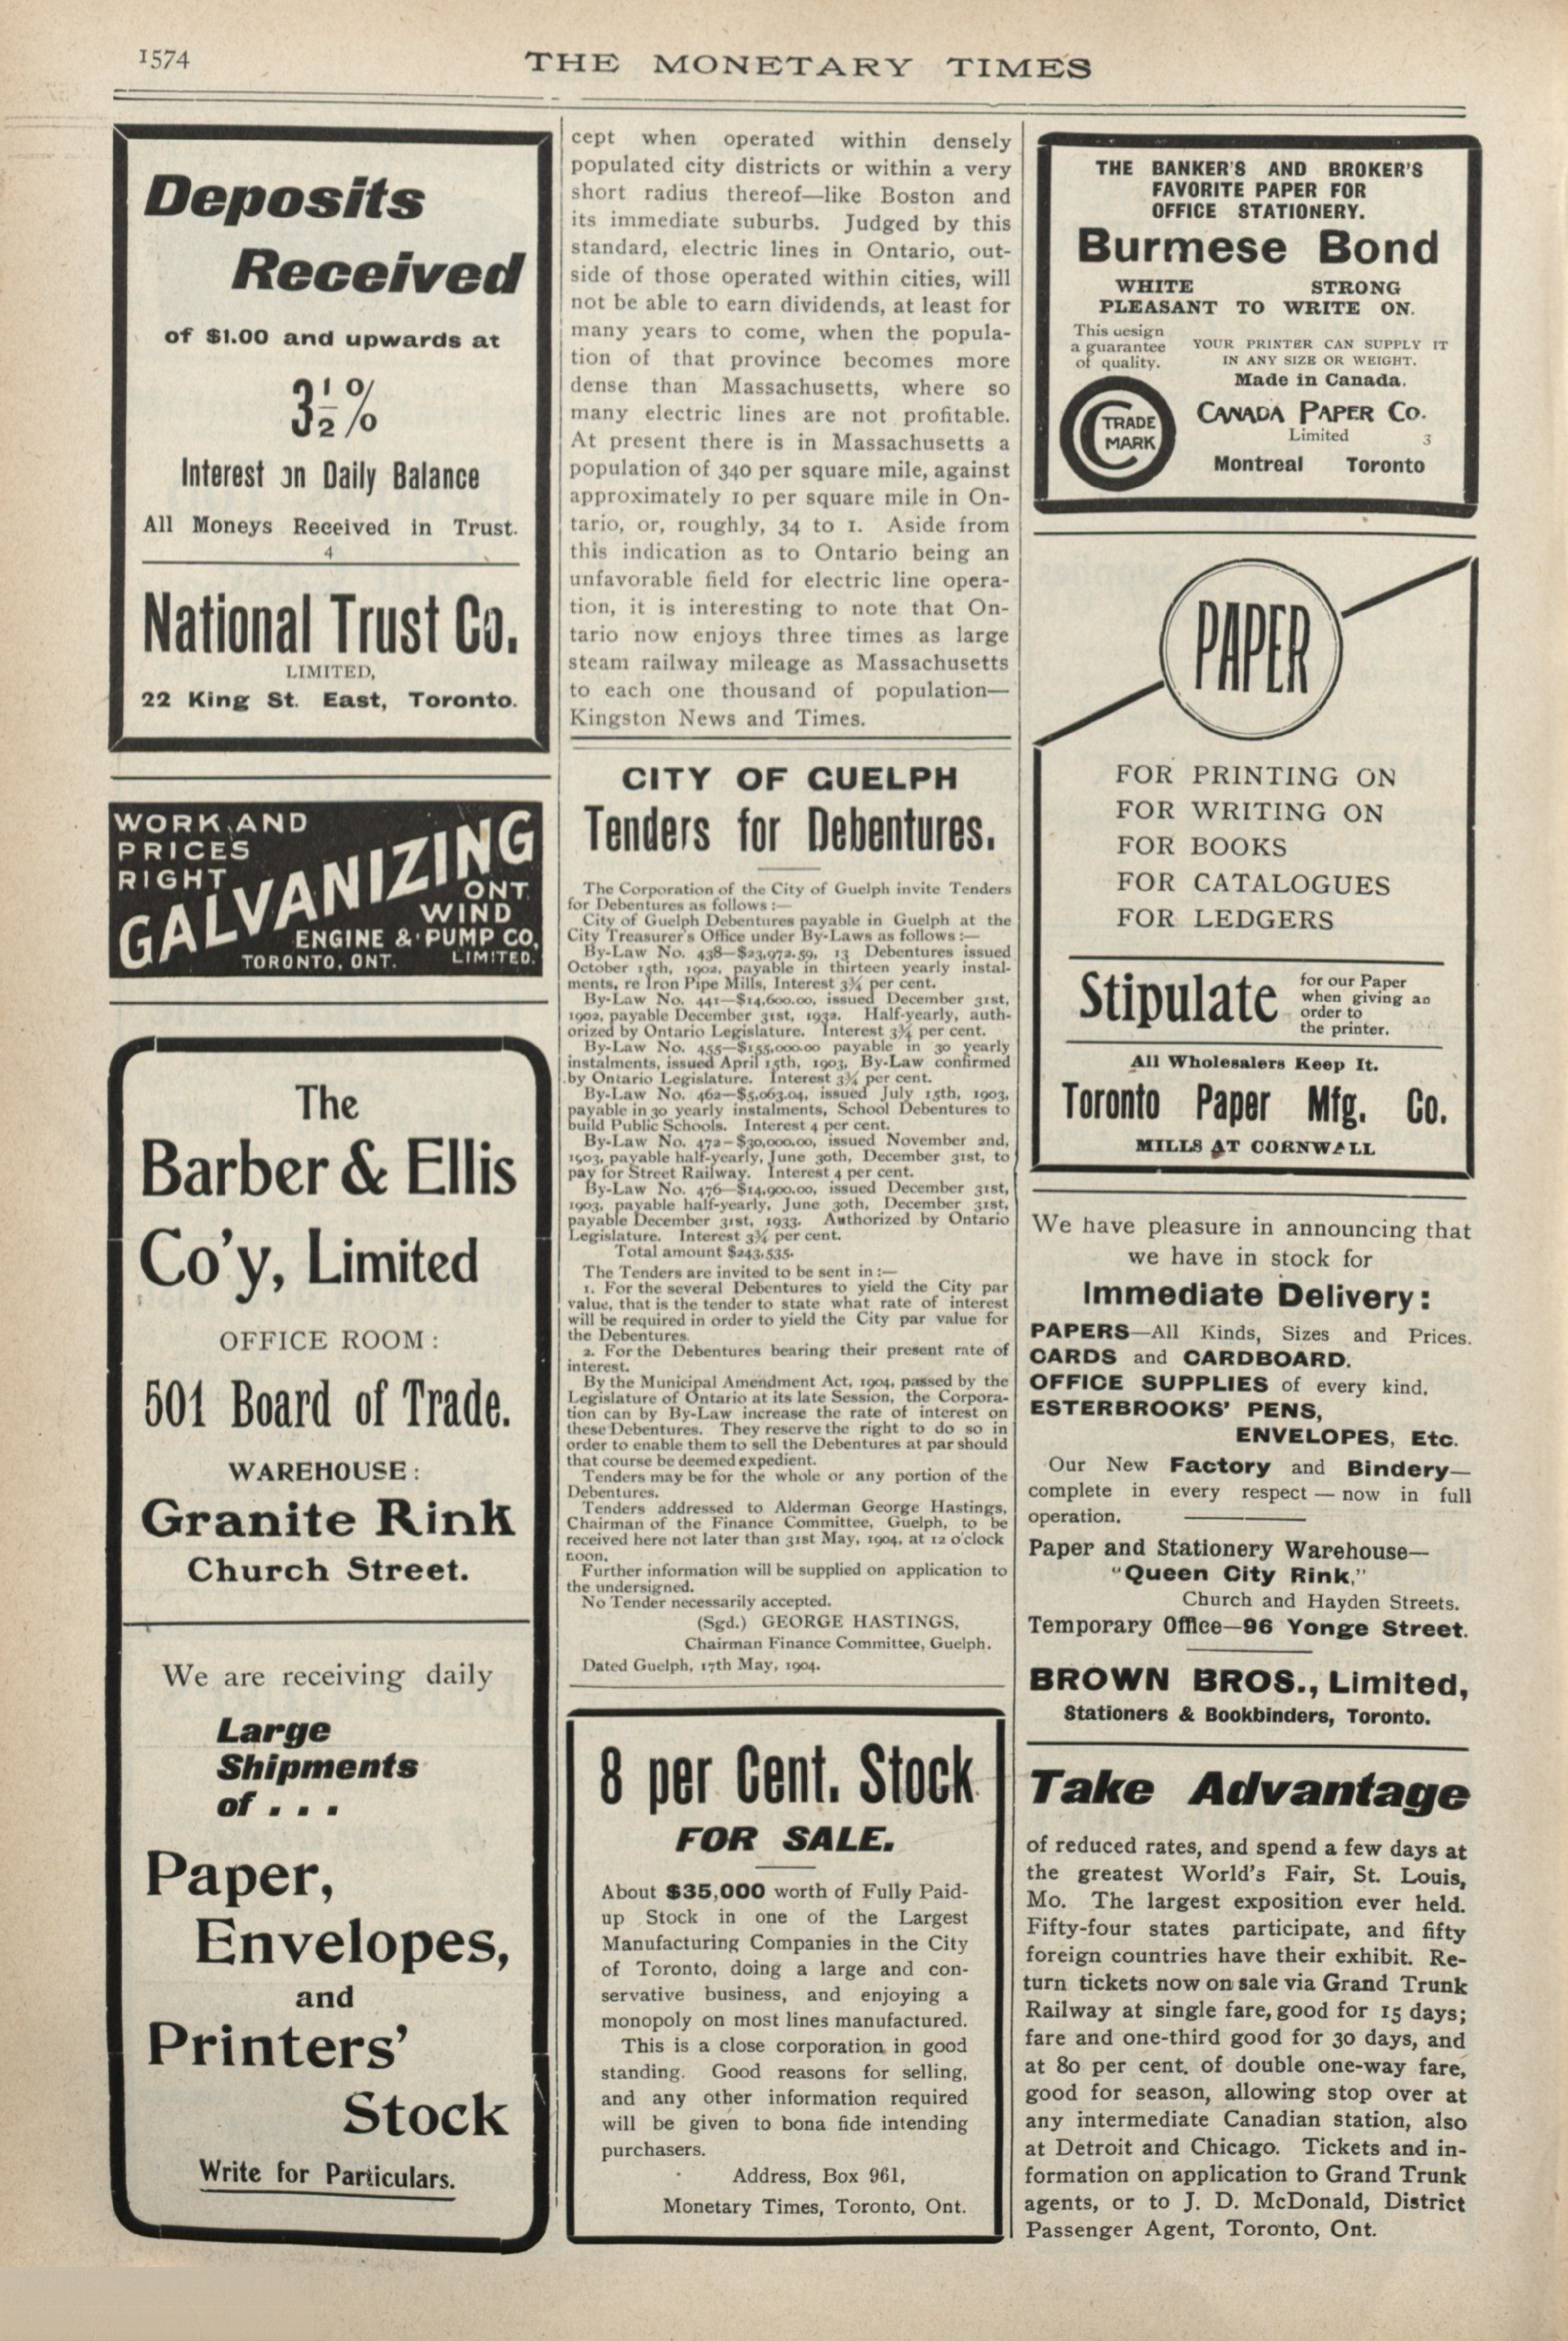 1574
THE MONETARY TIMES
Deposits
Received
of $1.00 and upwards at
3½%
Interest on Daily Balance
All Moneys Received in Trust.
4
National Trust Co.
LIMITED,
22 King St. East, Toronto.
WORK AND
PRICES
RIGHT
GALVANIZING
ONT.
WIND
ENGINE & PUMP CO.
TORONTO, ONT. LIMITED.
The
Barber & Ellis
Co'y, Limited
OFFICE ROOM:
501 Board of Trade.
WAREHOUSE:
Granite Rink
Church Street.
We are receiving daily
Large
Shipments
of . . .
Paper,
Envelopes,
and
Printers'
Stock
Write for Particulars.
cept when operated within densely
populated city districts or within a very
short radius thereof—like Boston and
its immediate suburbs. Judged by this
standard, electric lines in Ontario, out-
side of those operated within cities, will
not be able to earn dividends, at least for
many years to come, when the popula-
tion of that province becomes more
dense than Massachusetts, where so
many electric lines are not profitable.
At present there is in Massachusetts a
population of 340 per square mile, against
approximately 10 per square mile in On-
tario, or, roughly, 34 to 1. Aside from
this indication as to Ontario being an
unfavorable field for electric line opera-
tion, it is interesting to note that On-
tario now enjoys three times as large
steam railway mileage as Massachusetts
to each one thousand of population—
Kingston News and Times.
CITY OF GUELPH
Tenders for Debentures.
The Corporation of the City of Guelph invite Tenders
for Debentures as follows:—
City of Guelph Debentures payable in Guelph at the
City Treasurer's Office under By-Laws as follows:—
By-Law No. 438—$23,972.59, 13 Debentures issued
October 15th, 1902, payable in thirteen yearly instal-
ments, re Iron Pipe Mills, Interest 3¾ per cent.
By-Law No. 441—$14,600.00, issued December 31st,
1902, payable December 31st, 1932. Half-yearly, auth-
orized by Ontario Legislature. Interest 3¾ per cent.
By-Law No. 455—$155,000.00 payable in 30 yearly
instalments, issued April 15th, 1903, By-Law confirmed
by Ontario Legislature. Interest 3¾ per cent.
By-Law No. 462—$5,063.04, issued July 15th, 1903,
payable in 30 yearly instalments, School Debentures to
build Public Schools. Interest 4 per cent.
By-Law No. 472—$30,000.00, issued November 2nd,
1903, payable half-yearly, June 30th, December 31st, to
pay for Street Railway. Interest 4 per cent.
By-Law No. 476—$14,900.00, issued December 31st,
1903, payable half-yearly, June 30th, December 31st,
payable December 31st, 1933. Authorized by Ontario
Legislature. Interest 3¾ per cent.
Total amount $243,535.
The Tenders are invited to be sent in:—
1. For the several Debentures to yield the City par
value, that is the tender to state what rate of interest
will be required in order to yield the City par value for
the Debentures.
2. For the Debentures bearing their present rate of
interest.
By the Municipal Amendment Act, 1904, passed by the
Legislature of Ontario at its late Session, the Corpora-
tion can by By-Law increase the rate of interest on
these Debentures. They reserve the right to do so in
order to enable them to sell the Debentures at par should
that course be deemed expedient.
Tenders may be for the whole or any portion of the
Debentures.
Tenders addressed to Alderman George Hastings,
Chairman of the Finance Committee, Guelph, to be
received here not later than 31st May, 1904, at 12 o'clock
noon.
Further information will be supplied on application to
the undersigned.
No Tender necessarily accepted.
(Sgd.) GEORGE HASTINGS,
Chairman Finance Committee, Guelph.
Dated Guelph, 17th May, 1904.
8 per Cent. Stock
FOR SALE.
About $35,000 worth of Fully Paid-
up Stock in one of the Largest
Manufacturing Companies in the City
of Toronto, doing a large and con-
servative business, and enjoying a
monopoly on most lines manufactured.
This is a close corporation in good
standing. Good reasons for selling,
and any other information required
will be given to bona fide intending
purchasers.
Address, Box 961,
Monetary Times, Toronto, Ont.
THE BANKER'S AND BROKER'S
FAVORITE PAPER FOR
OFFICE STATIONERY.
Burmese Bond
WHITE STRONG
PLEASANT TO WRITE ON.
This design
a guarantee
of quality.
YOUR PRINTER CAN SUPPLY IT
IN ANY SIZE OR WEIGHT.
Made in Canada.
TRADE
MARK
CANADA PAPER CO.
Limited 3
Montreal Toronto
PAPER
FOR PRINTING ON
FOR WRITING ON
FOR BOOKS
FOR CATALOGUES
FOR LEDGERS
Stipulate
for our Paper
when giving an
order to
the printer.
All Wholesalers Keep It.
Toronto Paper Mfg. Co.
MILLS AT CORNWALL
We have pleasure in announcing that
we have in stock for
Immediate Delivery:
PAPERS—All Kinds, Sizes and Prices.
CARDS and CARDBOARD.
OFFICE SUPPLIES of every kind.
ESTERBROOKS' PENS,
ENVELOPES, Etc.
Our New Factory and Bindery—
complete in every respect — now in full
operation.
Paper and Stationery Warehouse—
"Queen City Rink,"
Church and Hayden Streets.
Temporary Office—96 Yonge Street.
BROWN BROS., Limited,
Stationers & Bookbinders, Toronto.
Take Advantage
of reduced rates, and spend a few days at
the greatest World's Fair, St. Louis,
Mo. The largest exposition ever held.
Fifty-four states participate, and fifty
foreign countries have their exhibit. Re-
turn tickets now on sale via Grand Trunk
Railway at single fare, good for 15 days;
fare and one-third good for 30 days, and
at 80 per cent. of double one-way fare,
good for season, allowing stop over at
any intermediate Canadian station, also
at Detroit and Chicago. Tickets and in-
formation on application to Grand Trunk
agents, or to J. D. McDonald, District
Passenger Agent, Toronto, Ont.